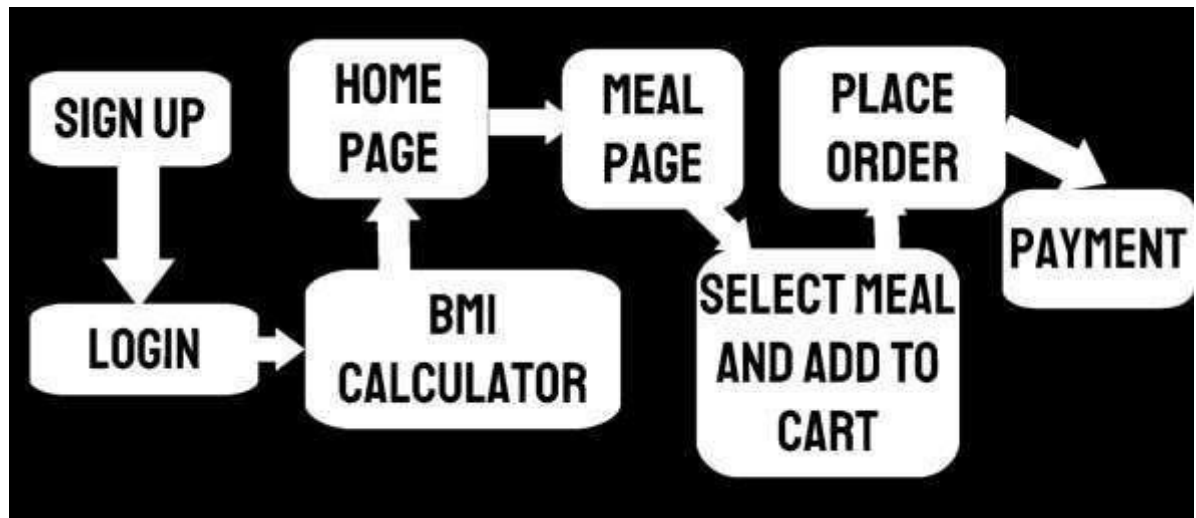 SIGN UP
LOGIN
BMI
CALCULATOR
HOME
PAGE
MEAL
PAGE
SELECT MEAL
AND ADD TO
CART
PLACE
ORDER
PAYMENT